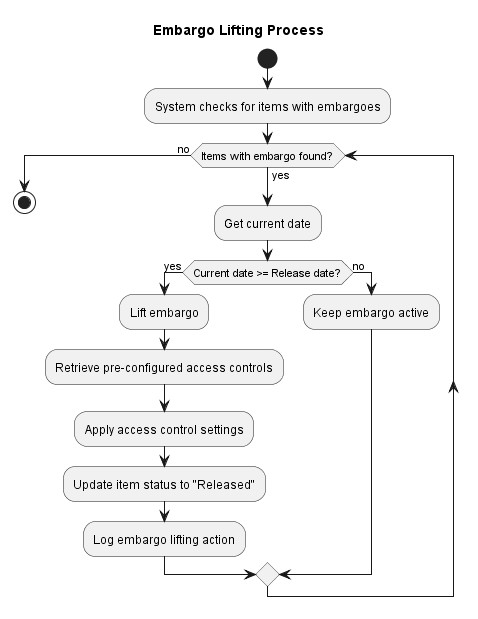 Embargo Lifting Process
System checks for items with embargoes
no
Items with embargo found?
yes
Get current date
yes
Current date >= Release date?
no
Lift embargo
Keep embargo active
Retrieve pre-configured access controls
Apply access control settings
Update item status to "Released"
Log embargo lifting action